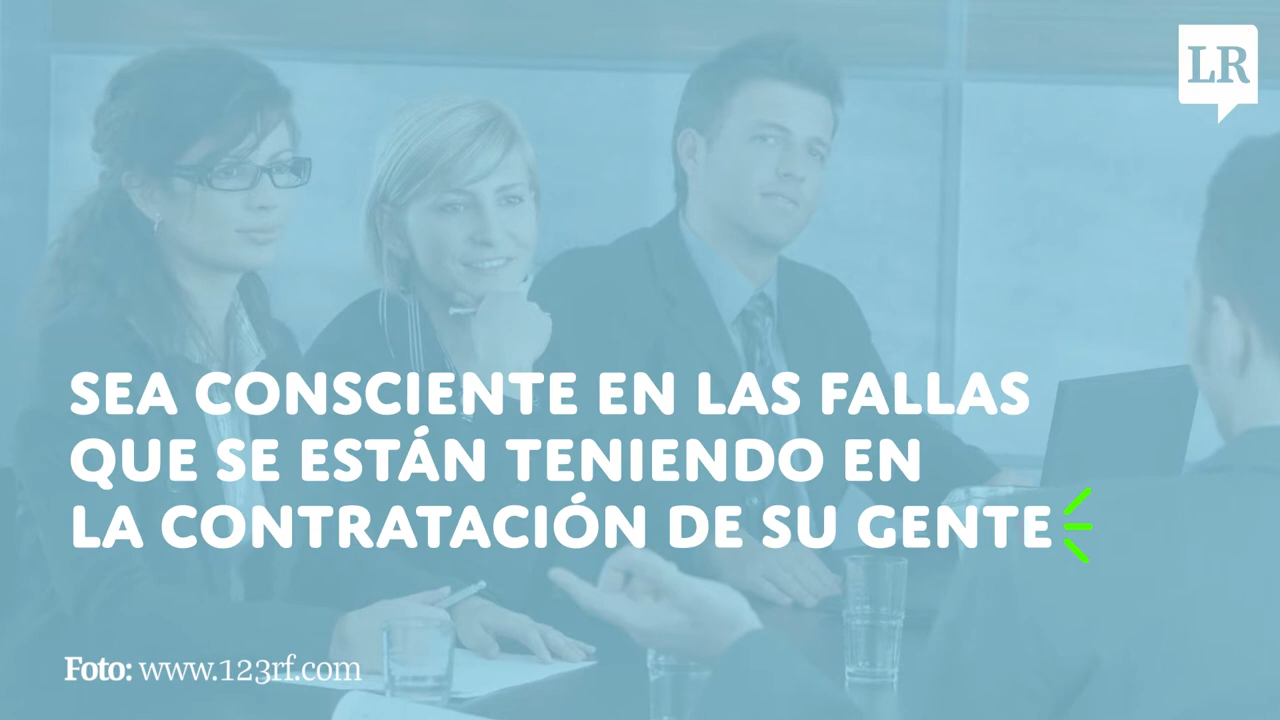 LR
SEA CONSCIENTE EN LAS FALLAS
QUE SE ESTÁN TENIENDO EN
LA CONTRATACIÓN DE SU GENTE
Foto: www.123rf.com